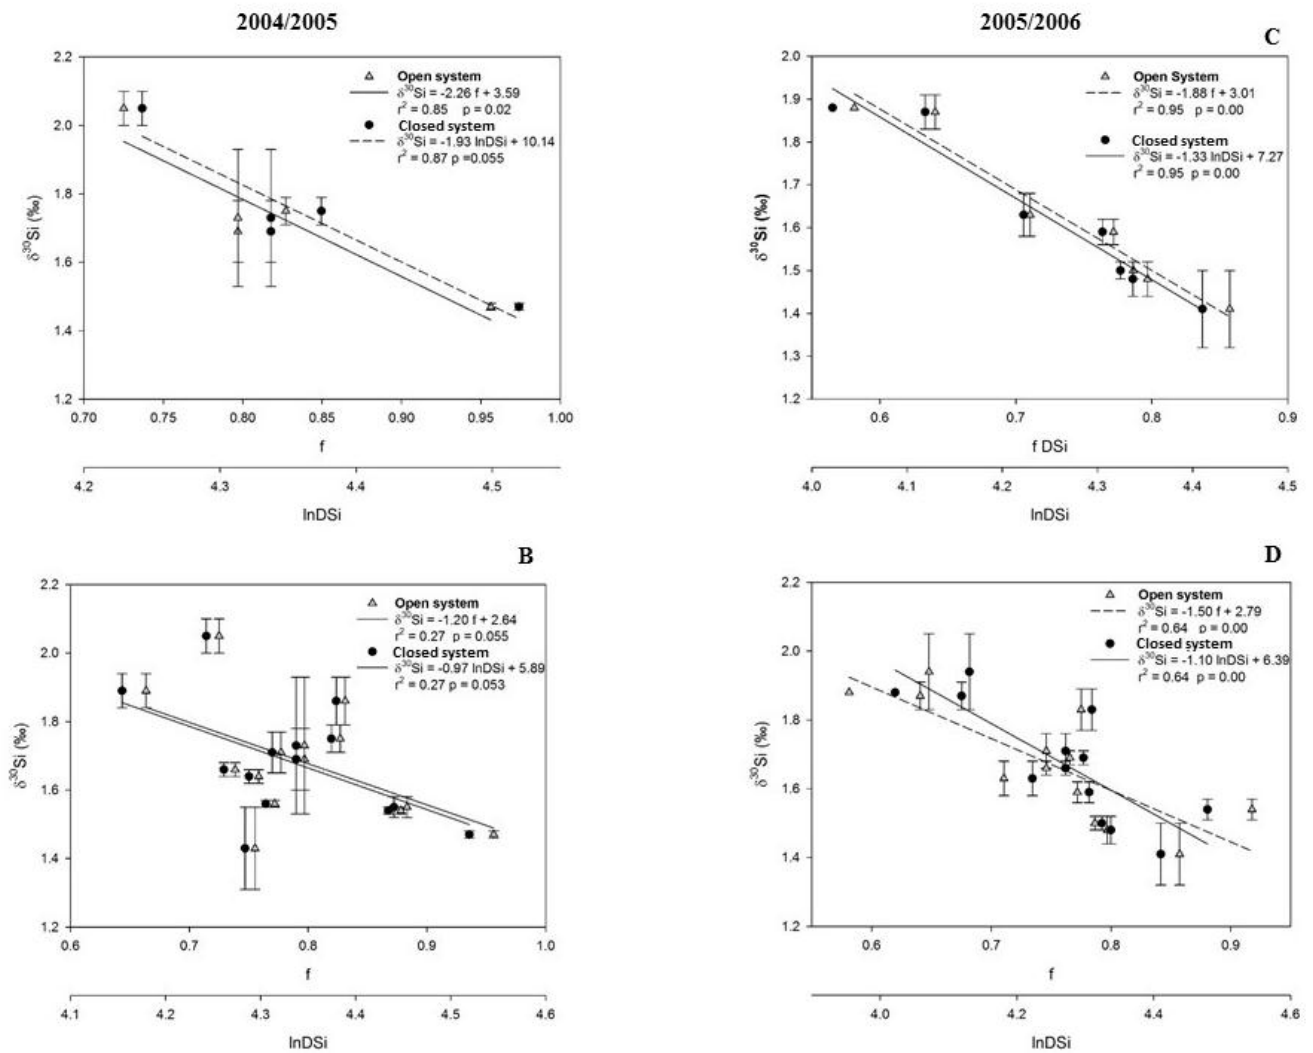 2004/2005
2005/2006
C
Open system
δ³⁰Si = -2.26 f + 3.59
r² = 0.85 p = 0.02
Closed system
δ³⁰Si = -1.93 lnDSi + 10.14
r² = 0.87 p =0.055
2.2
2.0
1.8
1.6
1.4
1.2
δ³⁰Si (‰)
0.70 0.75 0.80 0.85 0.90 0.95 1.00
f
4.2 4.3 4.4 4.5
lnDSi
Open System
δ³⁰Si = -1.88 f + 3.01
r² = 0.95 p = 0.00
Closed system
δ³⁰Si = -1.33 lnDSi + 7.27
r² = 0.95 p = 0.00
2.0
1.9
1.8
1.7
1.6
1.5
1.4
1.3
1.2
δ³⁰Si (‰)
0.6 0.7 0.8 0.9
f DSi
4.0 4.1 4.2 4.3 4.4 4.5
lnDSi
B
Open system
δ³⁰Si = -1.20 f + 2.64
r² = 0.27 p = 0.055
Closed system
δ³⁰Si = -0.97 lnDSi + 5.89
r² = 0.27 p = 0.053
2.2
2.0
1.8
1.6
1.4
1.2
δ³⁰Si (‰)
0.6 0.7 0.8 0.9 1.0
f
4.1 4.2 4.3 4.4 4.5 4.6
lnDSi
D
Open system
δ³⁰Si = -1.50 f + 2.79
r² = 0.64 p = 0.00
Closed system
δ³⁰Si = -1.10 lnDSi + 6.39
r² = 0.64 p = 0.00
2.2
2.0
1.8
1.6
1.4
1.2
δ³⁰Si (‰)
0.6 0.7 0.8 0.9
f
4.0 4.2 4.4 4.6
lnDSi